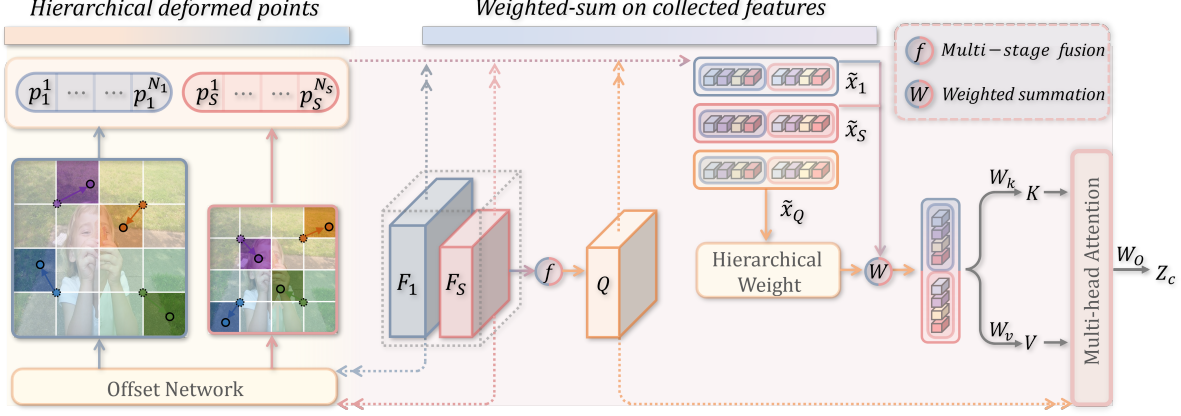 Hierarchical deformed points
Weighted-sum on collected features
p_1^1 ... ... p_1^{N_1}
p_S^1 ... ... p_S^{N_S}
x̃_1
x̃_S
x̃_Q
f Multi-stage fusion
W Weighted summation
F_1
F_S
f
Q
Hierarchical
Weight
W
W_k K
W_v V
Multi-head Attention
W_O
Z_c
Offset Network